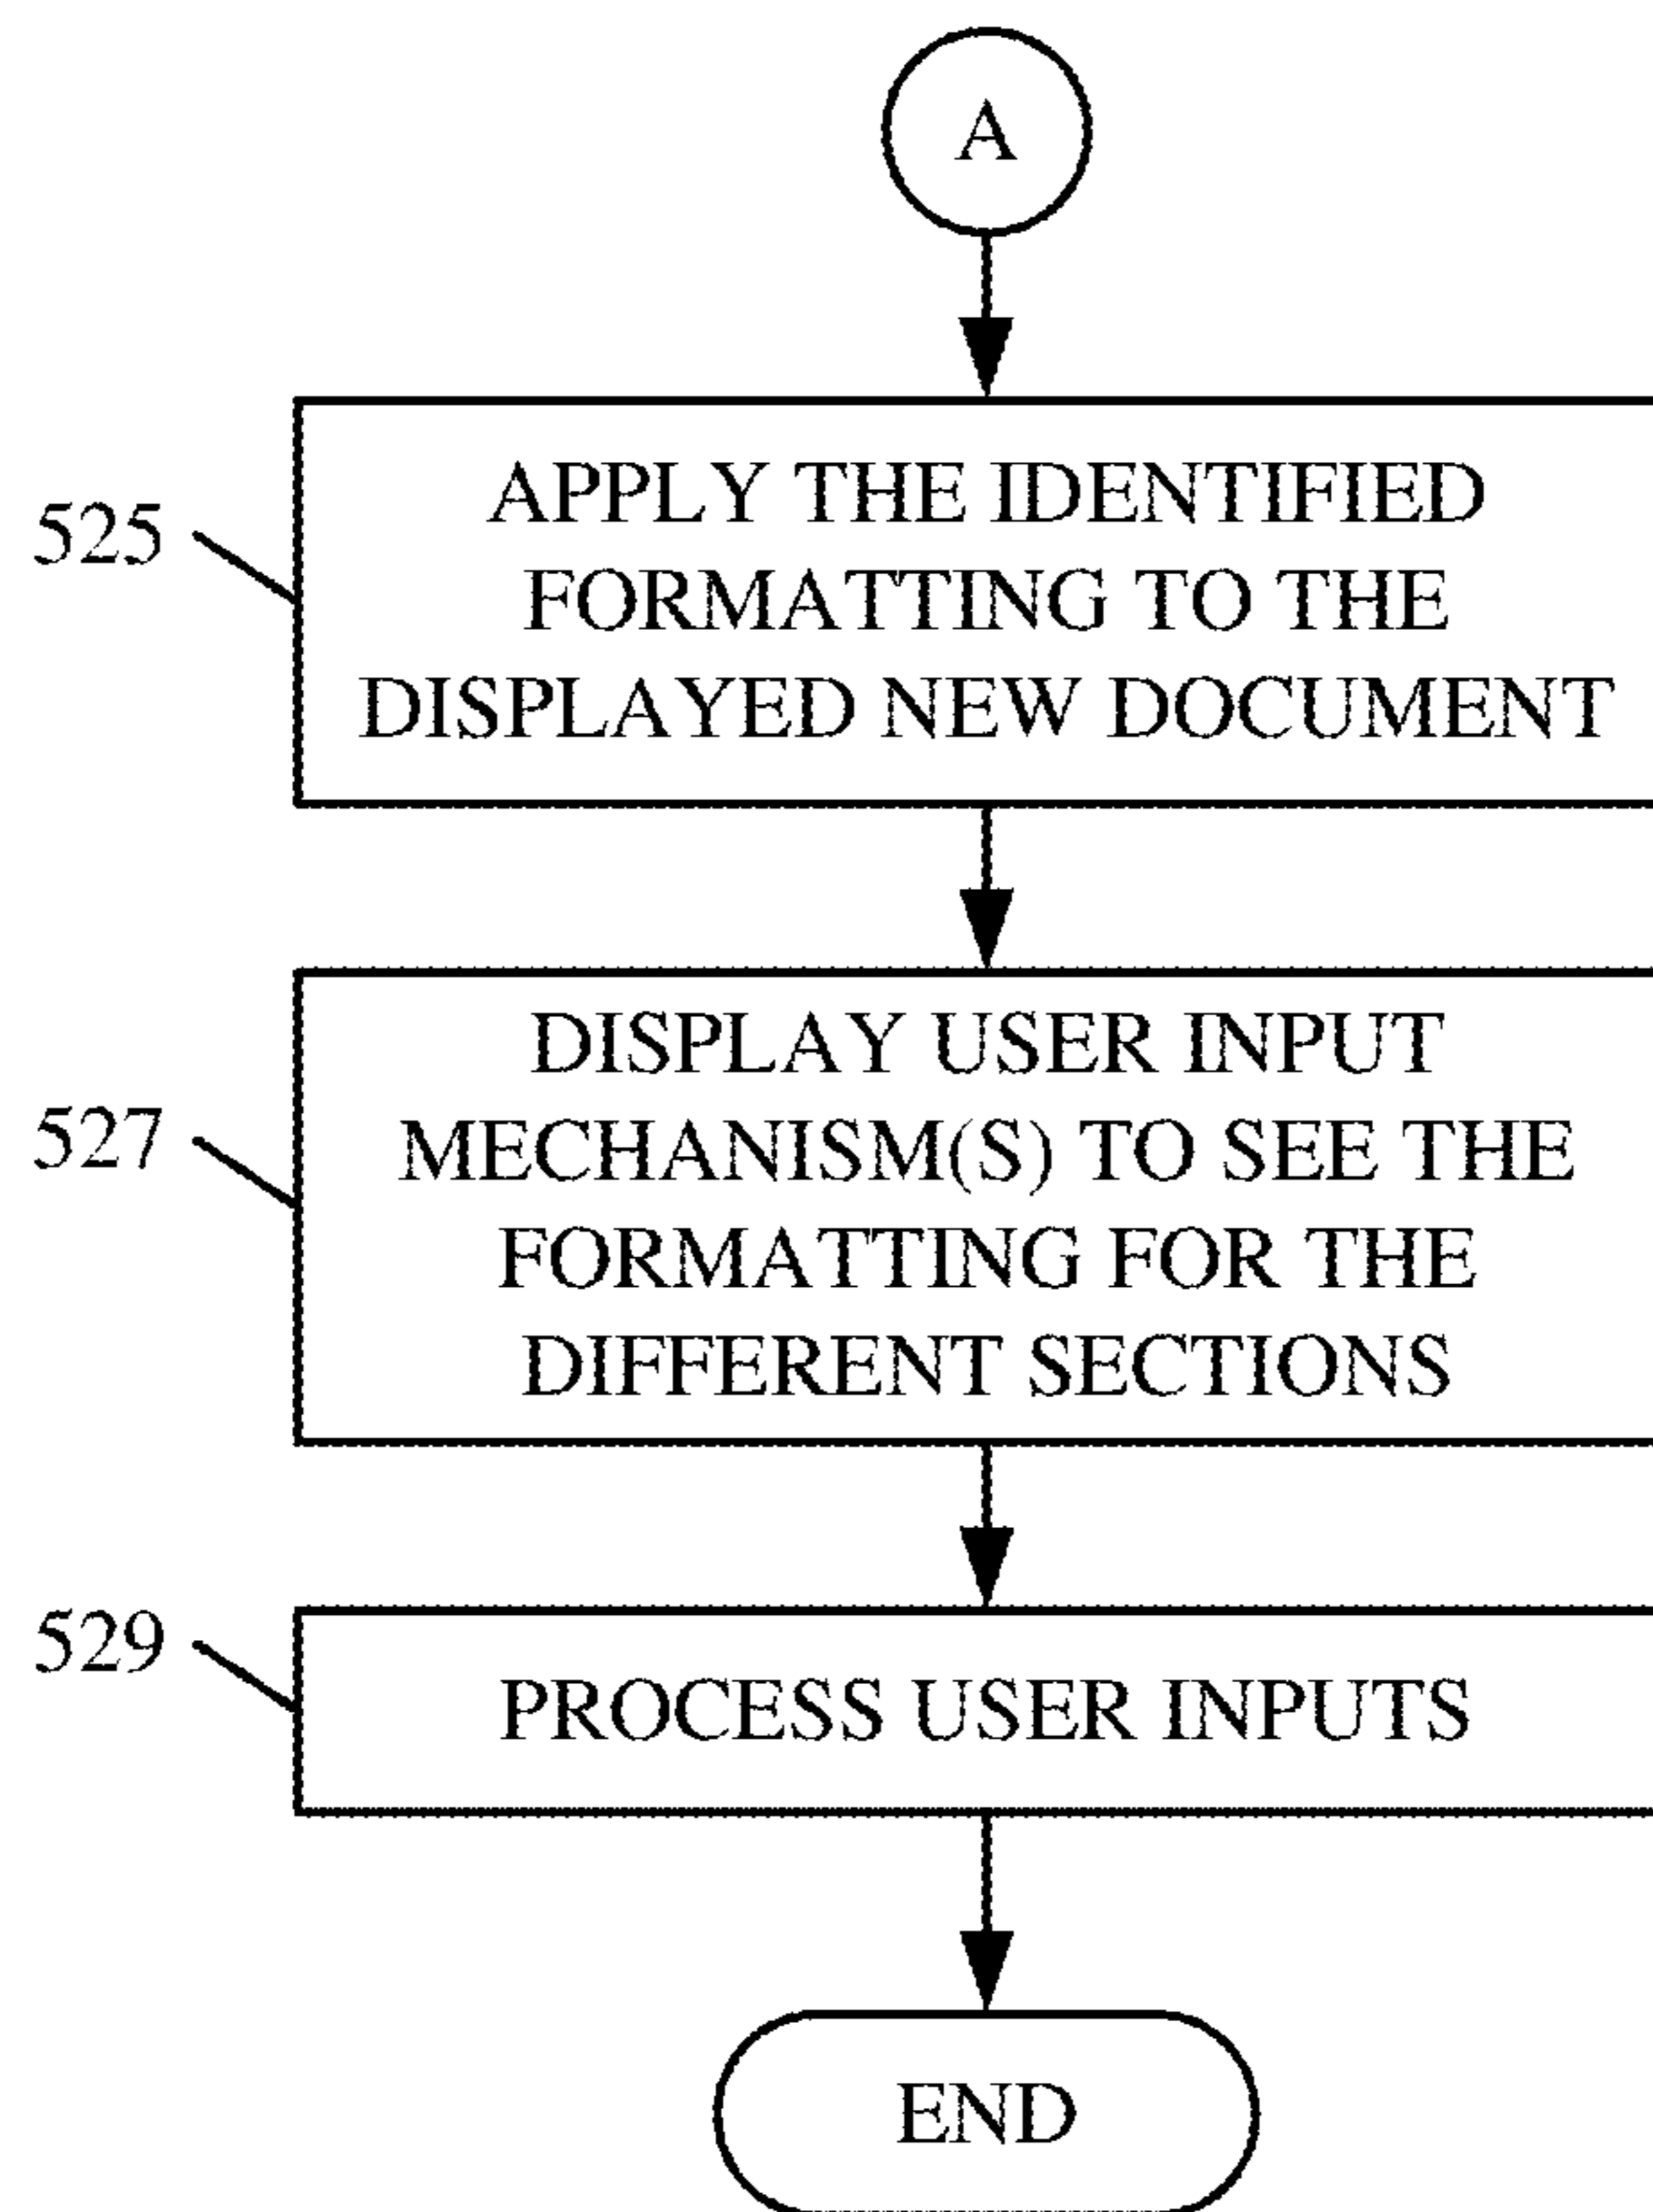 A
525
APPLY THE IDENTIFIED
FORMATTING TO THE
DISPLAYED NEW DOCUMENT
527
DISPLAY USER INPUT
MECHANISM(S) TO SEE THE
FORMATTING FOR THE
DIFFERENT SECTIONS
529
PROCESS USER INPUTS
END